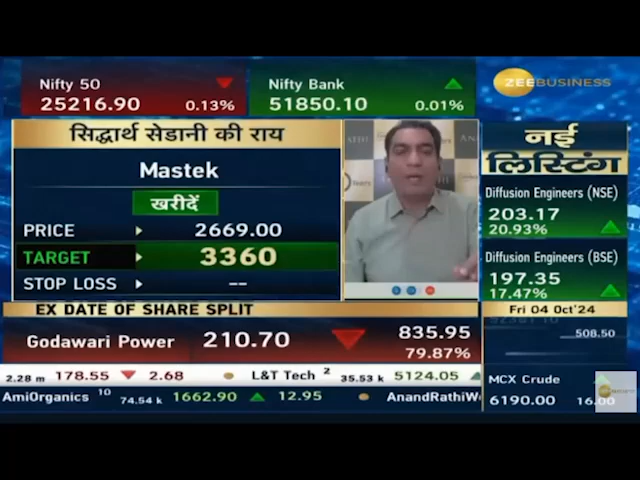 Nifty 50
25216.90 0.13%
Nifty Bank
51850.10 0.01%
ZEE BUSINESS
सिद्धार्थ सेडानी की राय
Mastek
खरीदें
PRICE 2669.00
TARGET 3360
STOP LOSS --
नई
लिस्टिंग
Diffusion Engineers (NSE)
203.17
20.93%
Diffusion Engineers (BSE)
197.35
17.47%
EX DATE OF SHARE SPLIT
Godawari Power 210.70 835.95
79.87%
Fri 04 Oct'24
508.50
MCX Crude
6190.00 16.00
2.28 m 178.55 2.68 L&T Tech 2 35.53 k 5124.05
AmiOrganics 10 74.54 k 1662.90 12.95 AnandRathiWe